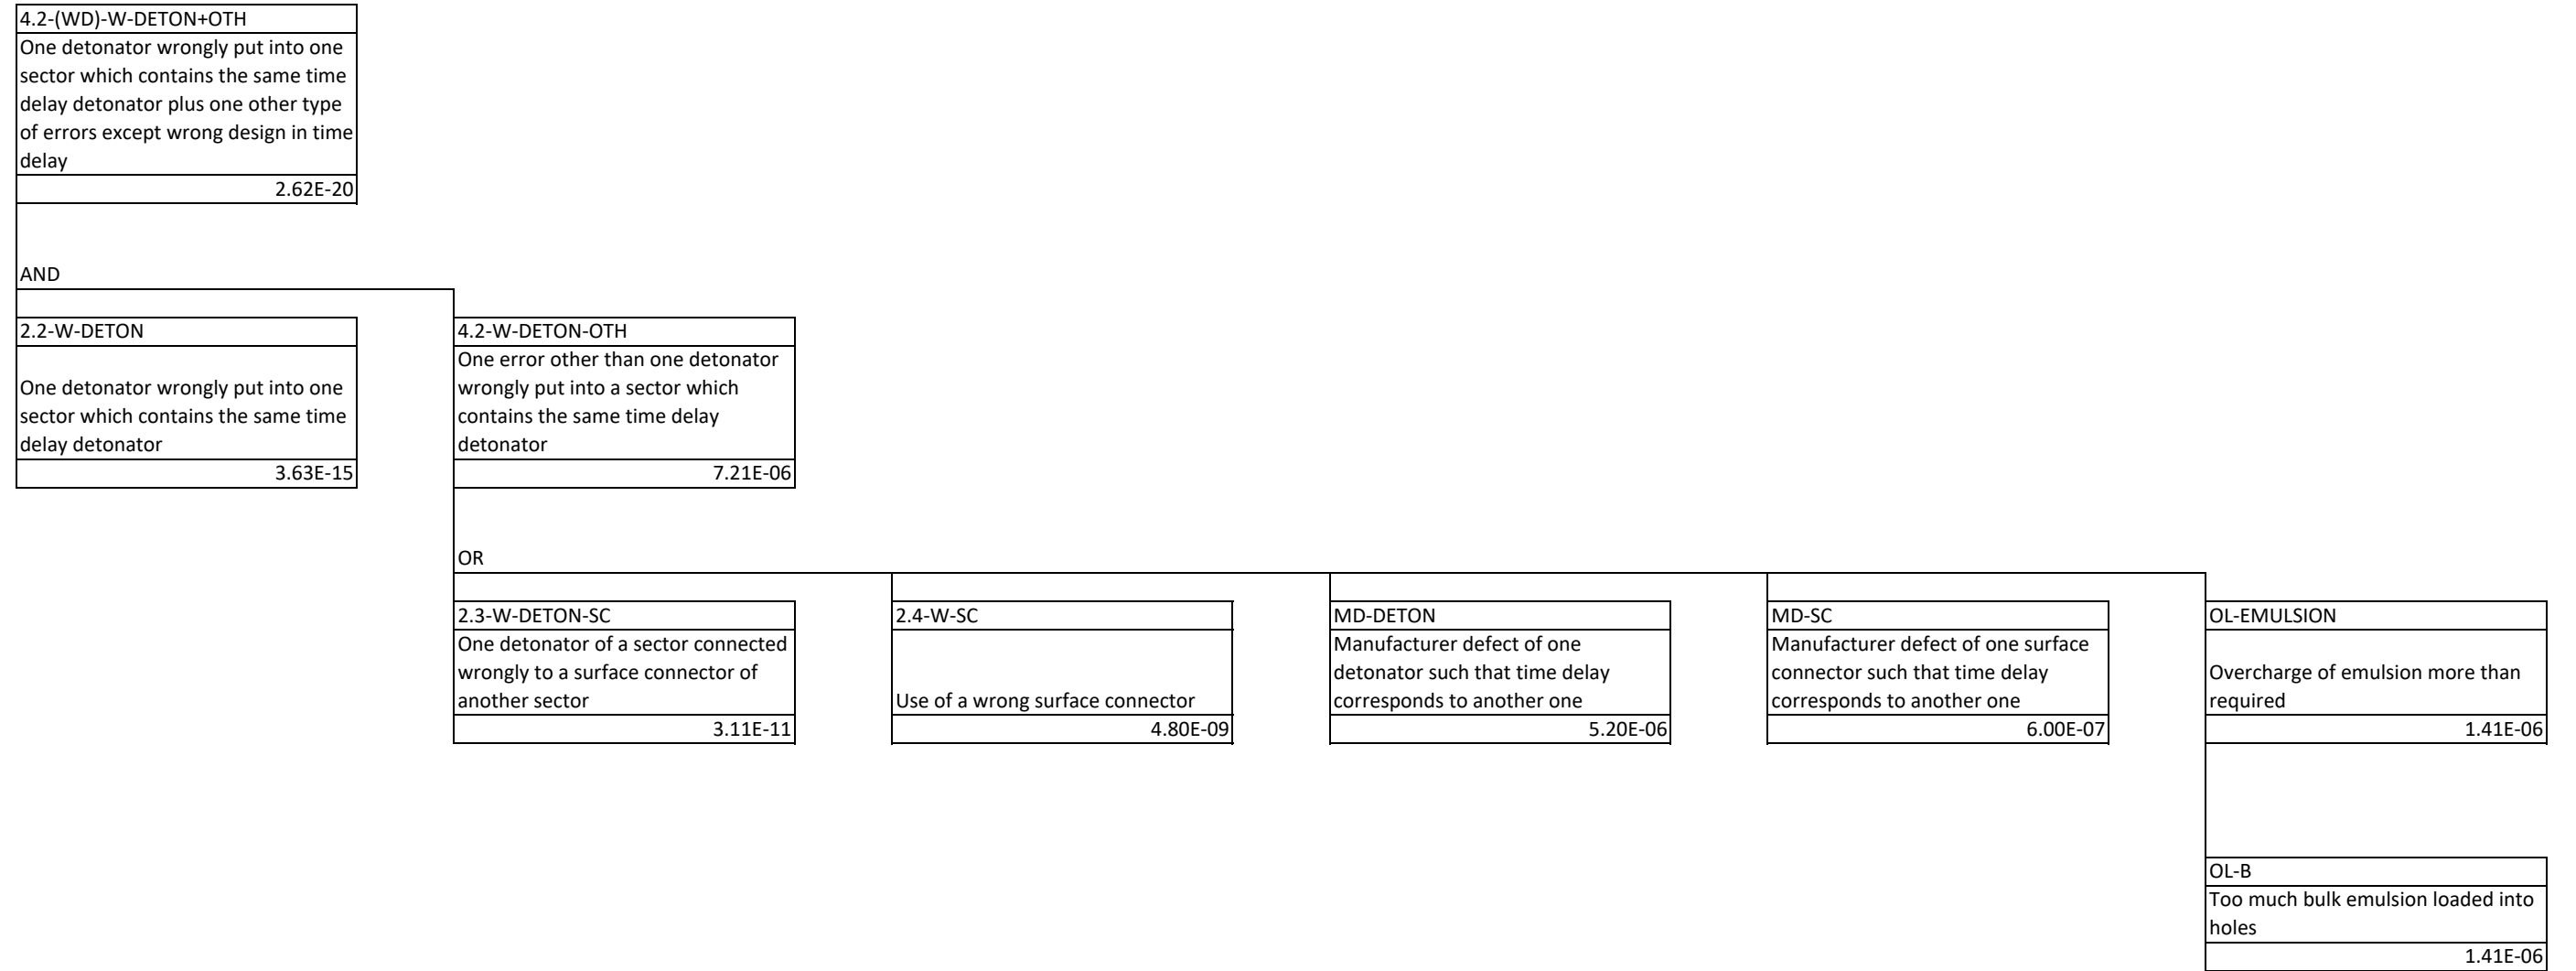 4.2-(WD)-W-DETON+OTH
One detonator wrongly put into one
sector which contains the same time
delay detonator plus one other type
of errors except wrong design in time
delay
2.62E-20
AND
2.2-W-DETON
One detonator wrongly put into one
sector which contains the same time
delay detonator
3.63E-15
4.2-W-DETON-OTH
One error other than one detonator
wrongly put into a sector which
contains the same time delay
detonator
7.21E-06
OR
2.3-W-DETON-SC
One detonator of a sector connected
wrongly to a surface connector of
another sector
3.11E-11
2.4-W-SC
Use of a wrong surface connector
4.80E-09
MD-DETON
Manufacturer defect of one
detonator such that time delay
corresponds to another one
5.20E-06
MD-SC
Manufacturer defect of one surface
connector such that time delay
corresponds to another one
6.00E-07
OL-EMULSION
Overcharge of emulsion more than
required
1.41E-06
OL-B
Too much bulk emulsion loaded into
holes
1.41E-06